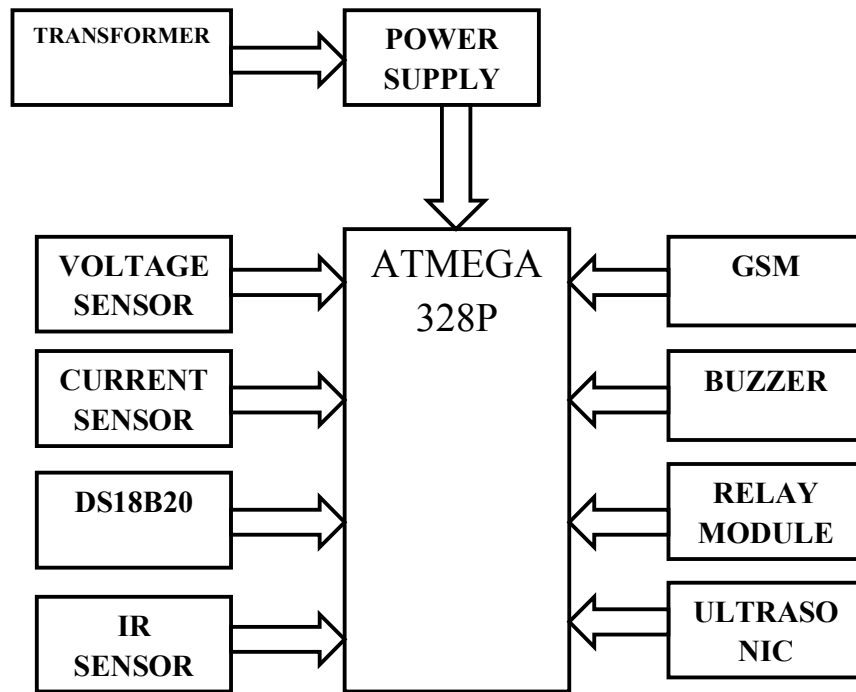 TRANSFORMER
POWER
SUPPLY
ATMEGA
328P
VOLTAGE
SENSOR
CURRENT
SENSOR
DS18B20
IR
SENSOR
GSM
BUZZER
RELAY
MODULE
ULTRASO
NIC